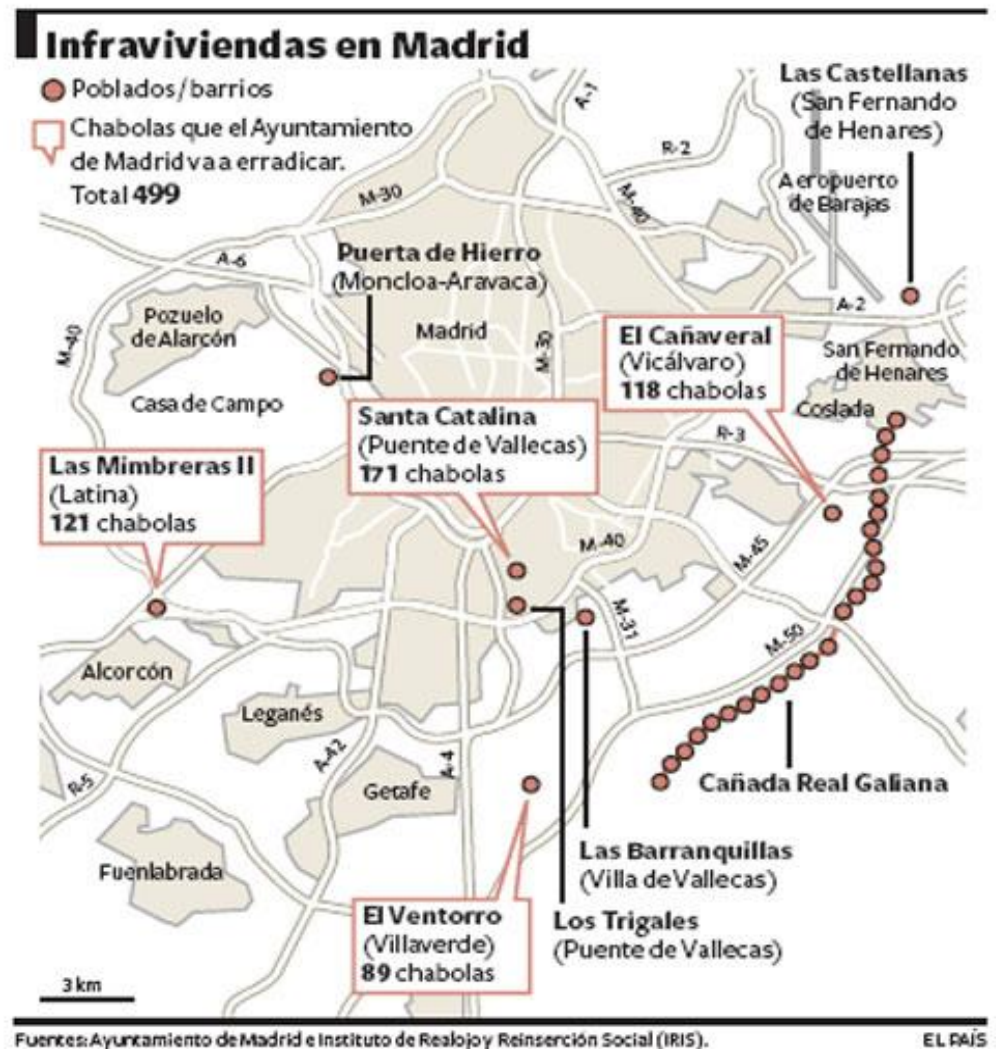 Infraviviendas en Madrid
Poblados/barrios
Chabolas que el Ayuntamiento
de Madrid va a erradicar.
Total 499
Las Castellanas
(San Fernando
de Henares)
A-1
R-2
M-40
Aeropuerto
de Barajas
M-30
A-6
Puerta de Hierro
(Moncloa-Aravaca)
A-2
Pozuelo
de Alarcón
Madrid
M-30
M-40
El Cañaveral
(Vicálvaro)
118 chabolas
San Fernando
de Henares
Coslada
Casa de Campo
Santa Catalina
(Puente de Vallecas)
171 chabolas
R-3
Las Mimbreras II
(Latina)
121 chabolas
M-40
M-45
M-31
M-50
Alcorcón
Leganés
A-42
A-4
R-5
Getafe
Cañada Real Galiana
Fuenlabrada
Las Barranquillas
(Villa de Vallecas)
El Ventorro
(Villaverde)
89 chabolas
Los Trigales
(Puente de Vallecas)
3 km
Fuentes: Ayuntamiento de Madrid e Instituto de Realojo y Reinserción Social (IRIS).
EL PAÍS